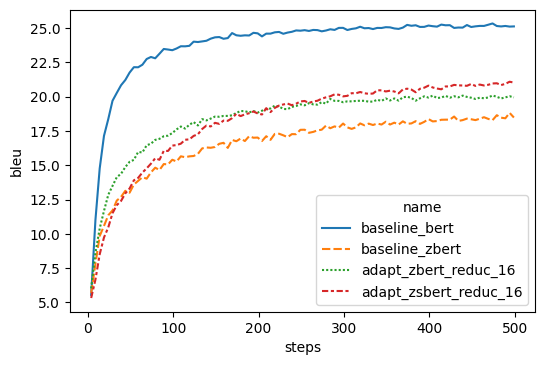 bleu
25.0
22.5
20.0
17.5
15.0
12.5
10.0
7.5
5.0
name
baseline_bert
baseline_zbert
adapt_zbert_reduc_16
adapt_zsbert_reduc_16
0 100 200 300 400 500
steps